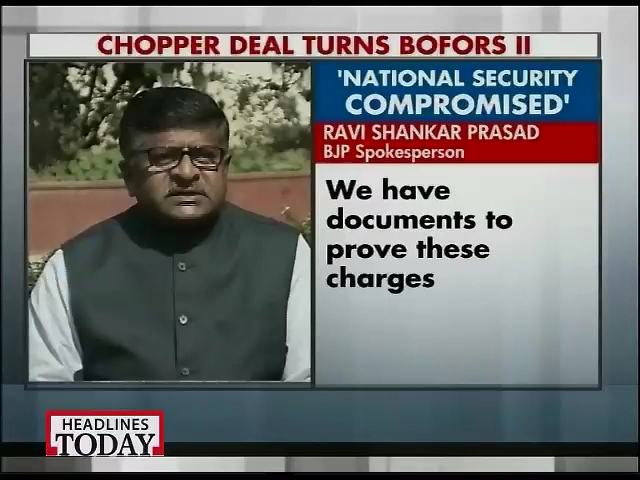 CHOPPER DEAL TURNS BOFORS II
'NATIONAL SECURITY
COMPROMISED'
RAVI SHANKAR PRASAD
BJP Spokesperson
We have
documents to
prove these
charges
HEADLINES
TODAY